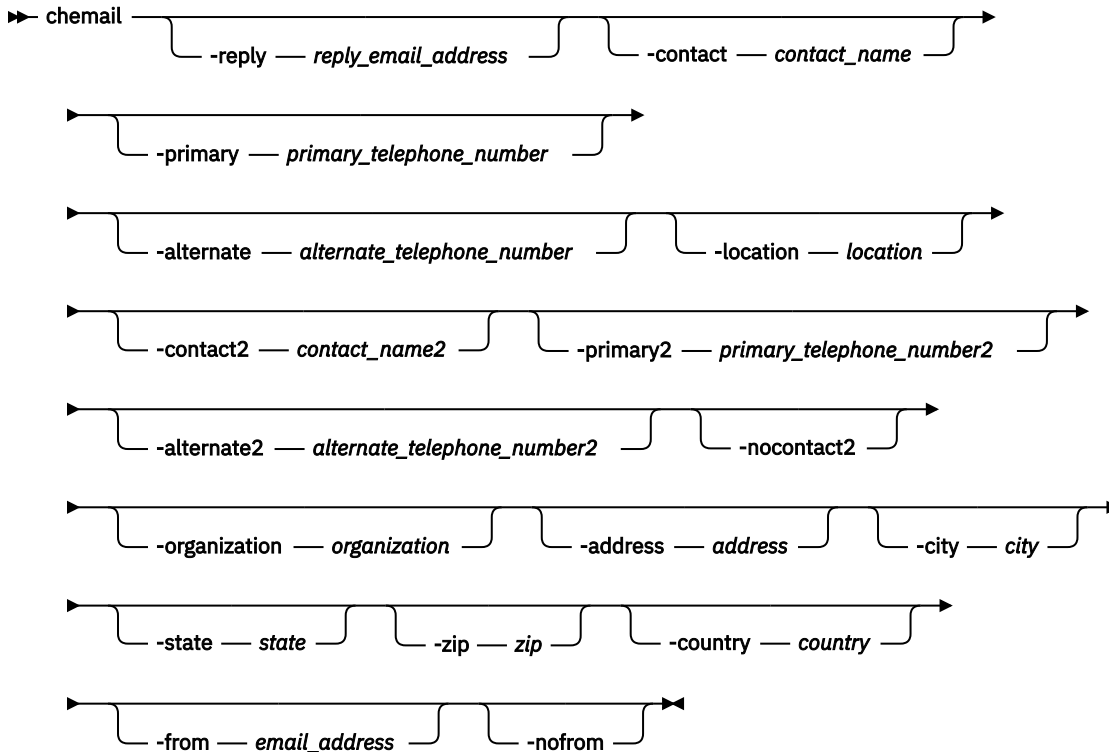 chemail
-reply reply_email_address -contact contact_name
-primary primary_telephone_number
-alternate alternate_telephone_number -location location
-contact2 contact_name2 -primary2 primary_telephone_number2
-alternate2 alternate_telephone_number2 -nocontact2
-organization organization -address address -city city
-state state -zip zip -country country
-from email_address -nofrom